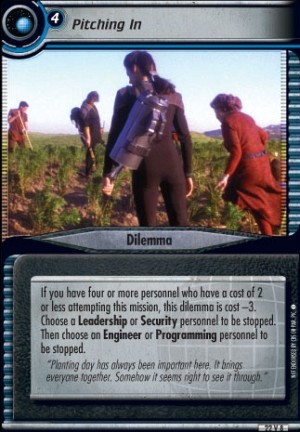 4
Pitching In
Dilemma
If you have four or more personnel who have a cost of 2
or less attempting this mission, this dilemma is cost –3.
Choose a Leadership or Security personnel to be stopped.
Then choose an Engineer or Programming personnel
to be stopped.
"Planting day has always been important here. It brings
everyone together. Somehow it seems right to see it through."
22 V 8